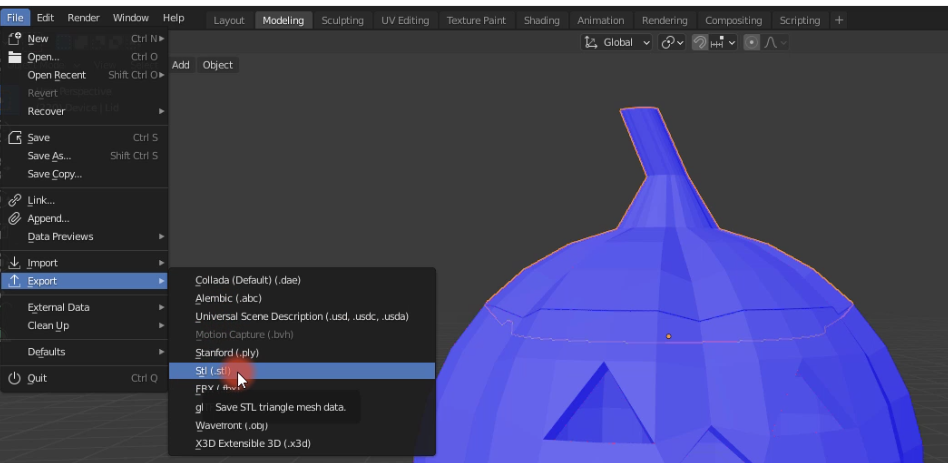 File Edit Render Window Help Layout Modeling Sculpting UV Editing Texture Paint Shading Animation Rendering Compositing Scripting +
New Ctrl N
Global
Open... Ctrl O
Add Object
Open Recent Shift Ctrl O
Revert
Recover
Save Ctrl S
Save As... Shift Ctrl S
Save Copy...
Link...
Append...
Data Previews
Import
Export
Collada (Default) (.dae)
Alembic (.abc)
External Data
Universal Scene Description (.usd, .usdc, .usda)
Clean Up
Motion Capture (.bvh)
Defaults
Stanford (.ply)
Stl (.stl)
Quit Ctrl Q
FBX (.fbx)
gl
Save STL triangle mesh data.
Wavefront (.obj)
X3D Extensible 3D (.x3d)